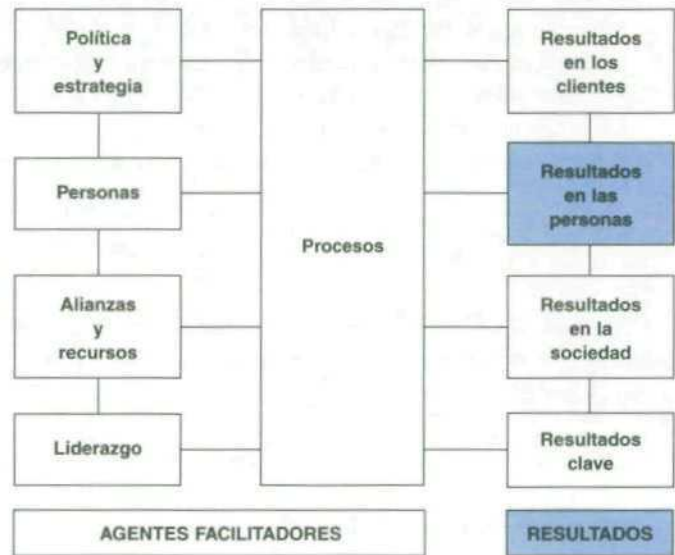 Política
y
estrategia
Personas
Alianzas
y
recursos
Liderazgo
Procesos
Resultados
en los
clientes
Resultados
en las
personas
Resultados
en la
sociedad
Resultados
clave
AGENTES FACILITADORES
RESULTADOS